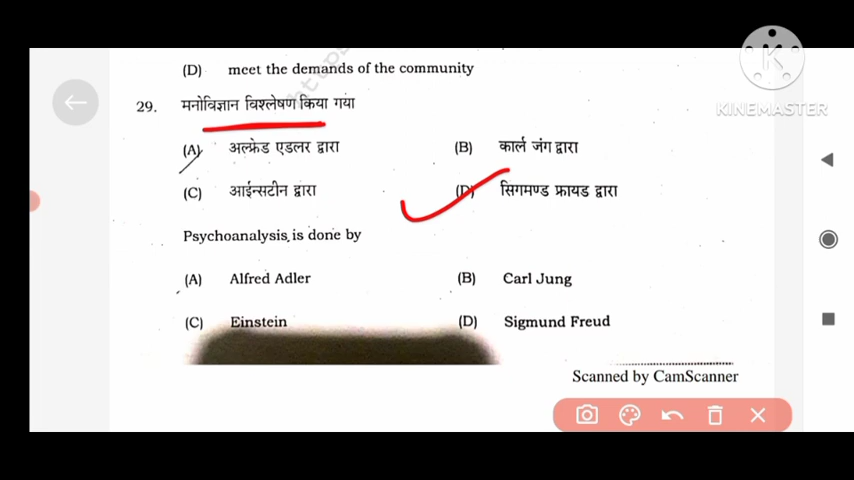 K
KINEMASTER
https
(D) meet the demands of the community
29. मनोविज्ञान विश्लेषण किया गया
(A) अल्फ्रेड एडलर द्वारा (B) कार्ल जंग द्वारा
(C) आईन्सटीन द्वारा (D) सिगमण्ड फ्रायड द्वारा
Psychoanalysis is done by
(A) Alfred Adler (B) Carl Jung
(C) Einstein (D) Sigmund Freud
Scanned by CamScanner